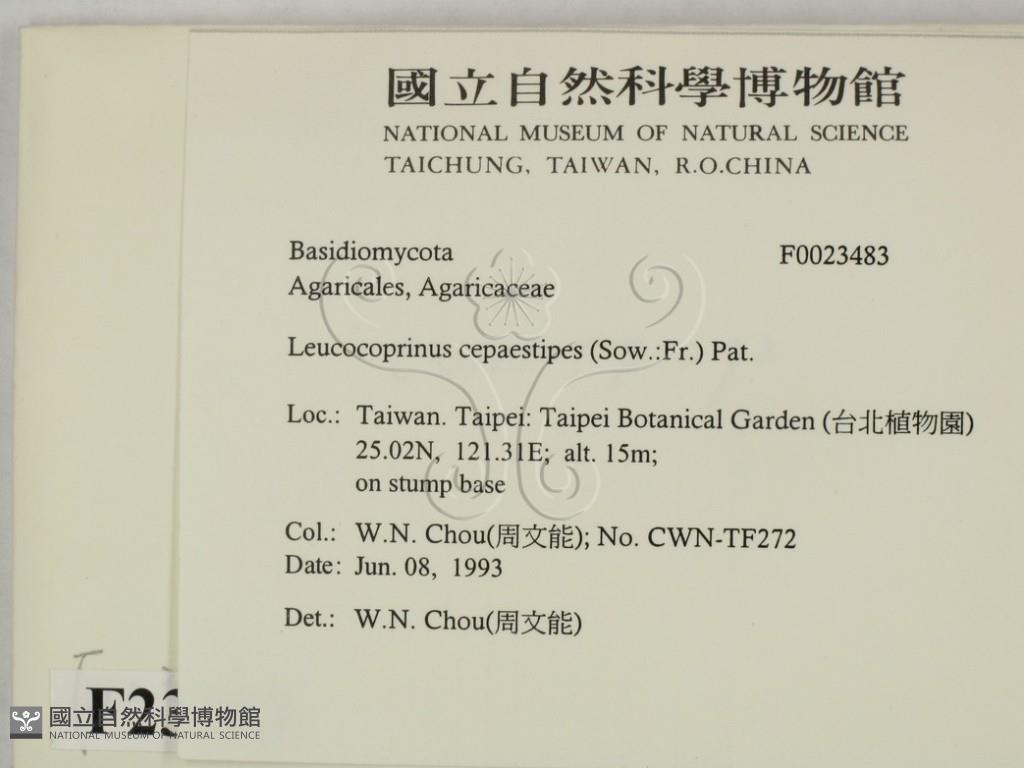 國立自然科學博物館
NATIONAL MUSEUM OF NATURAL SCIENCE
TAICHUNG, TAIWAN, R.O.CHINA
Basidiomycota F0023483
Agaricales, Agaricaceae
Leucocoprinus cepaestipes (Sow.:Fr.) Pat.
Loc.: Taiwan. Taipei: Taipei Botanical Garden (台北植物園)
25.02N, 121.31E; alt. 15m;
on stump base
Col.: W.N. Chou(周文能); No. CWN-TF272
Date: Jun. 08, 1993
Det.: W.N. Chou(周文能)
國立自然科學博物館
NATIONAL MUSEUM OF NATURAL SCIENCE